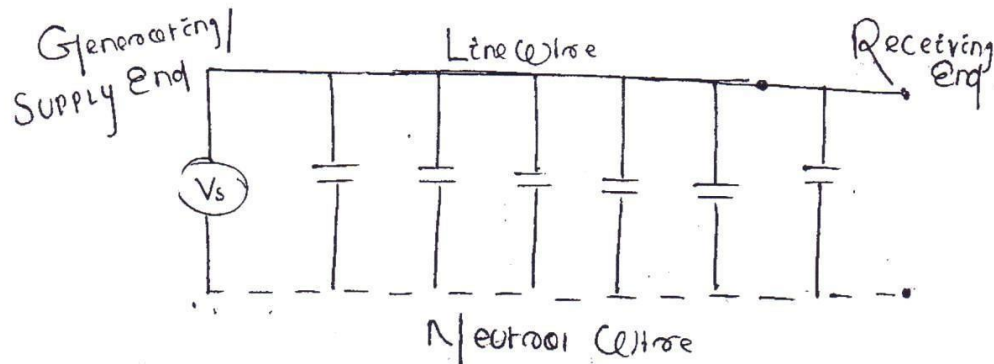 Generating/
Supply End
Line Wire
Receiving
End
Vs
Neutral Wire